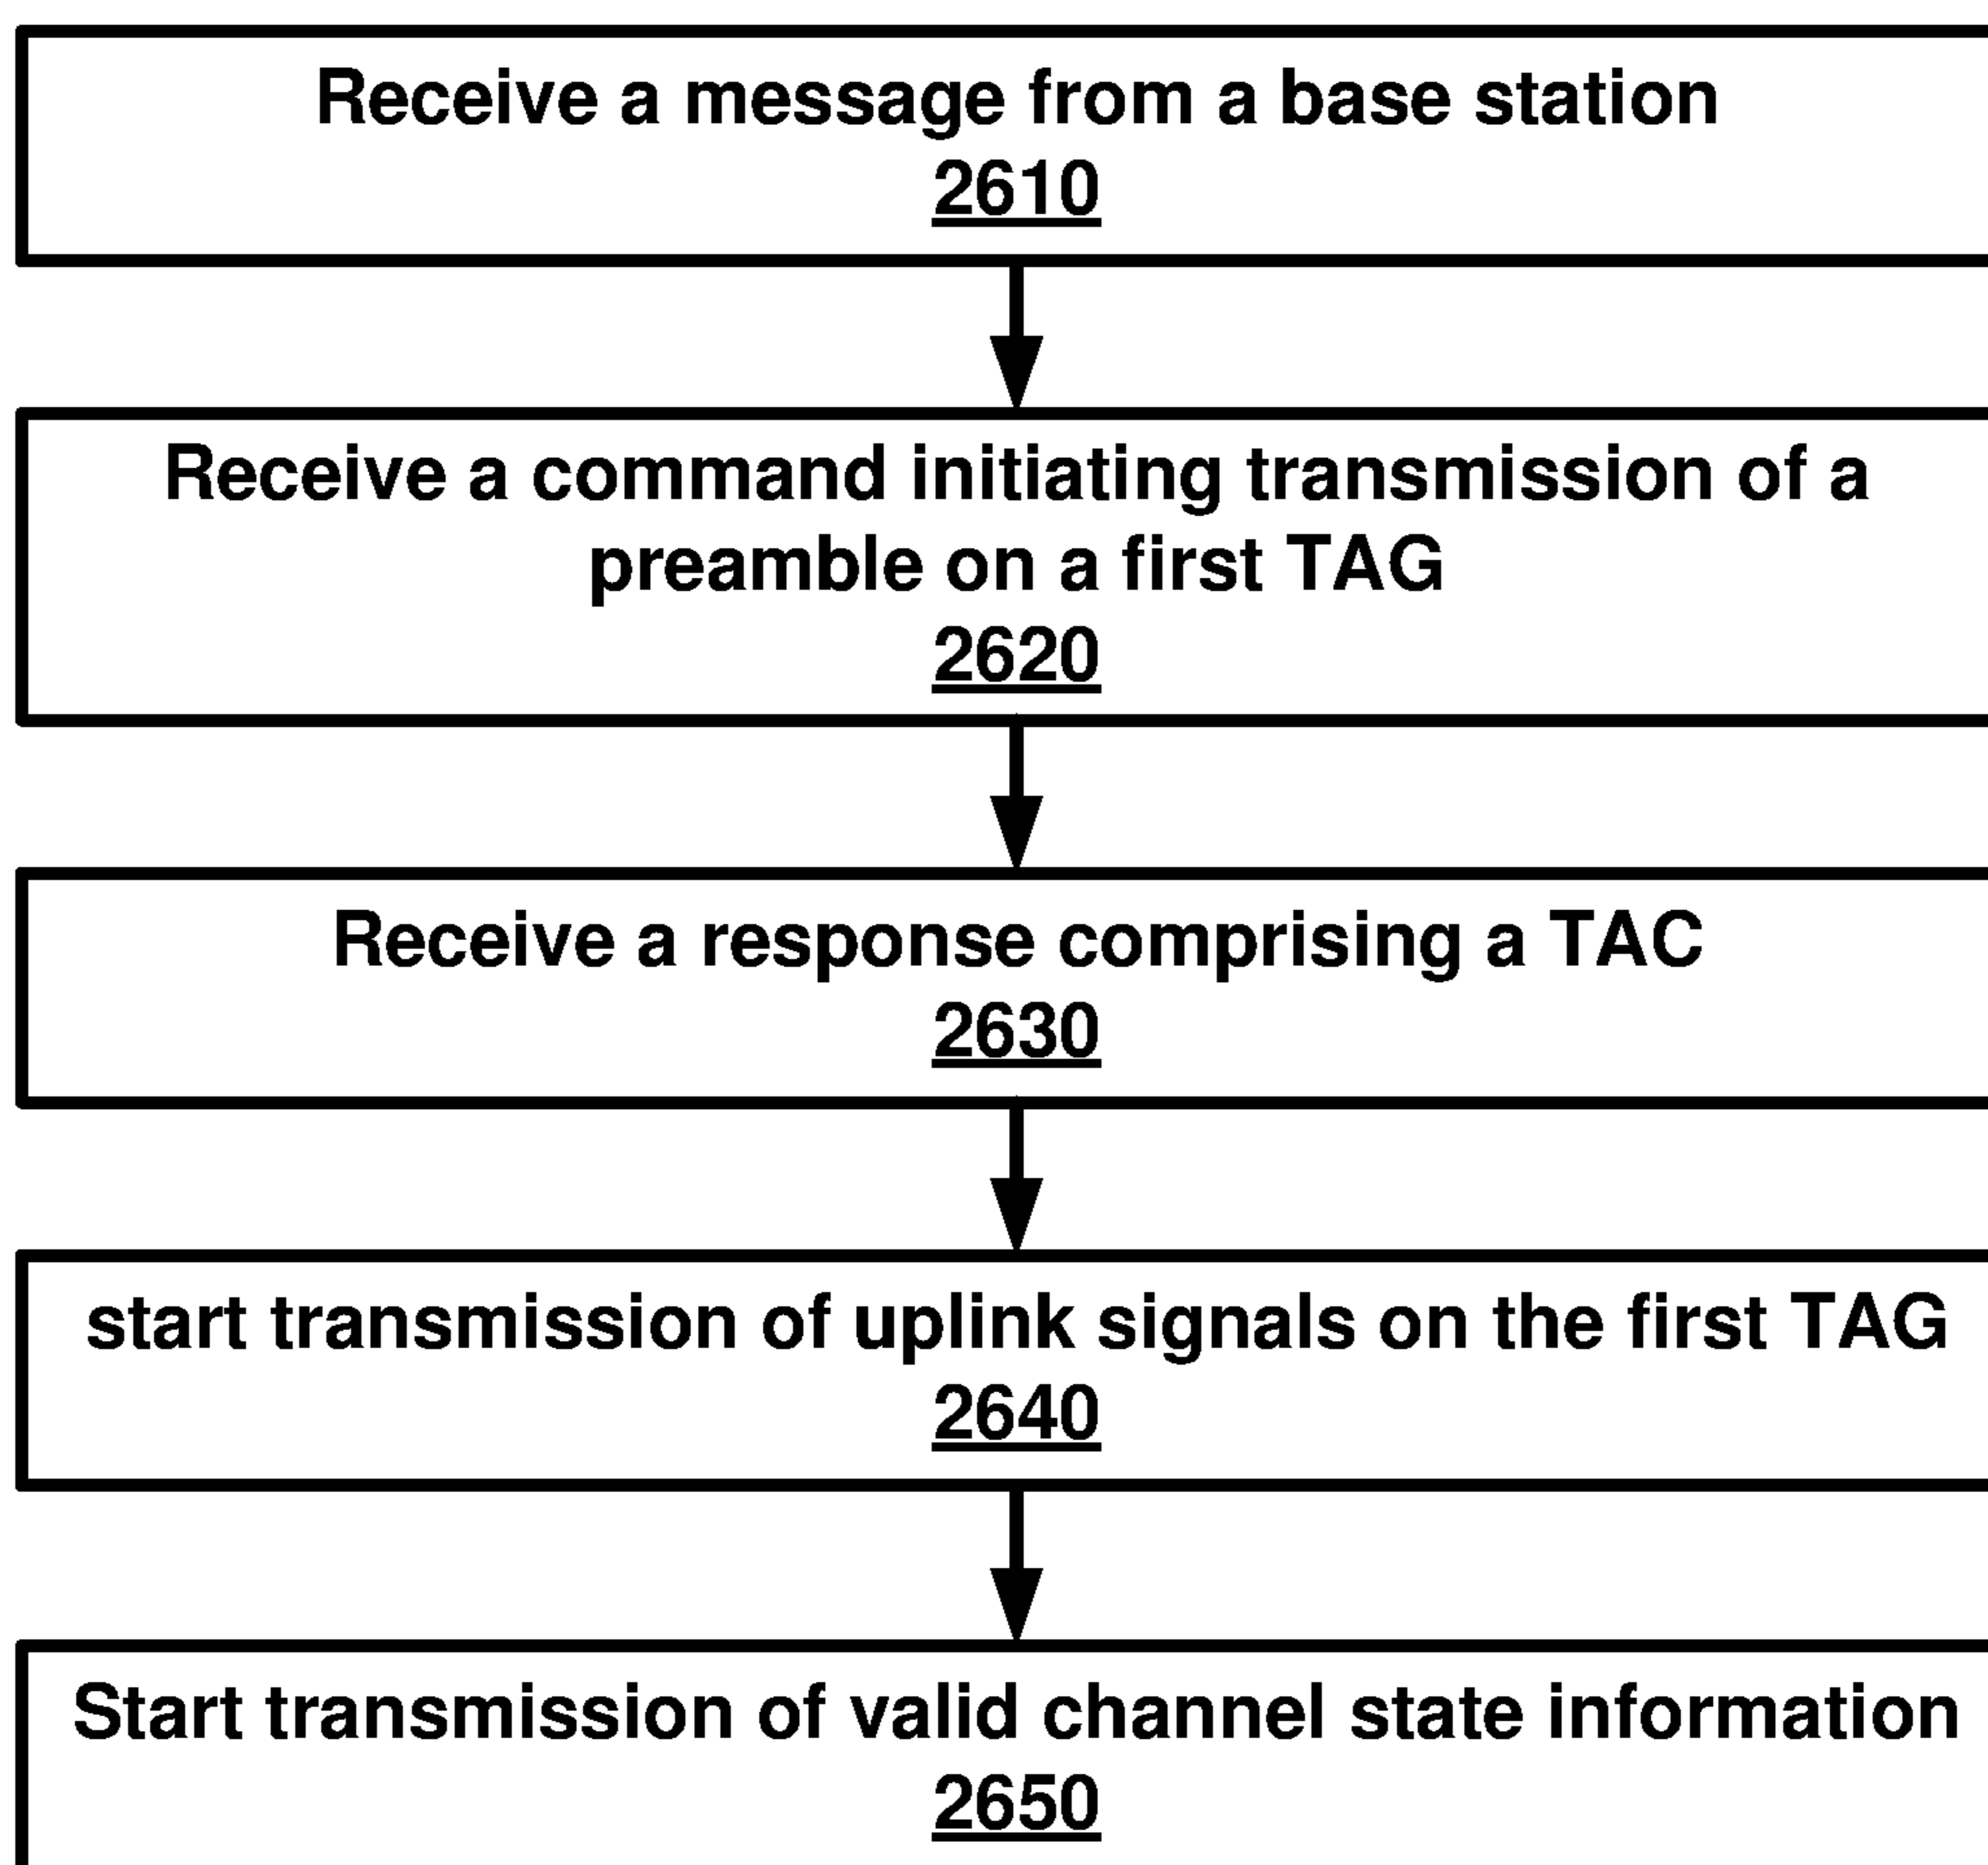 Receive a message from a base station
2610
Receive a command initiating transmission of a
preamble on a first TAG
2620
Receive a response comprising a TAC
2630
start transmission of uplink signals on the first TAG
2640
Start transmission of valid channel state information
2650